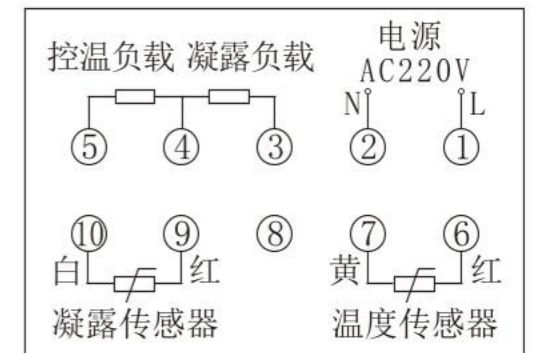 电源
控温负载 凝露负载 AC220V
N L
⑤ ④ ③ ② ①
⑩ ⑨ ⑧ ⑦ ⑥
白 红 黄 红
凝露传感器 温度传感器